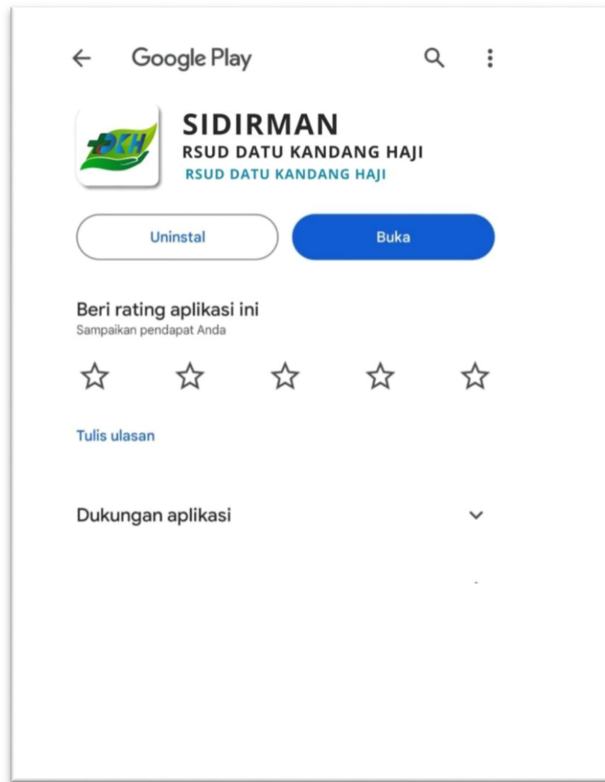 Google Play
SIDIRMAN
RSUD DATU KANDANG HAJI
RSUD DATU KANDANG HAJI
DKH
Uninstal
Buka
Beri rating aplikasi ini
Sampaikan pendapat Anda
Tulis ulasan
Dukungan aplikasi